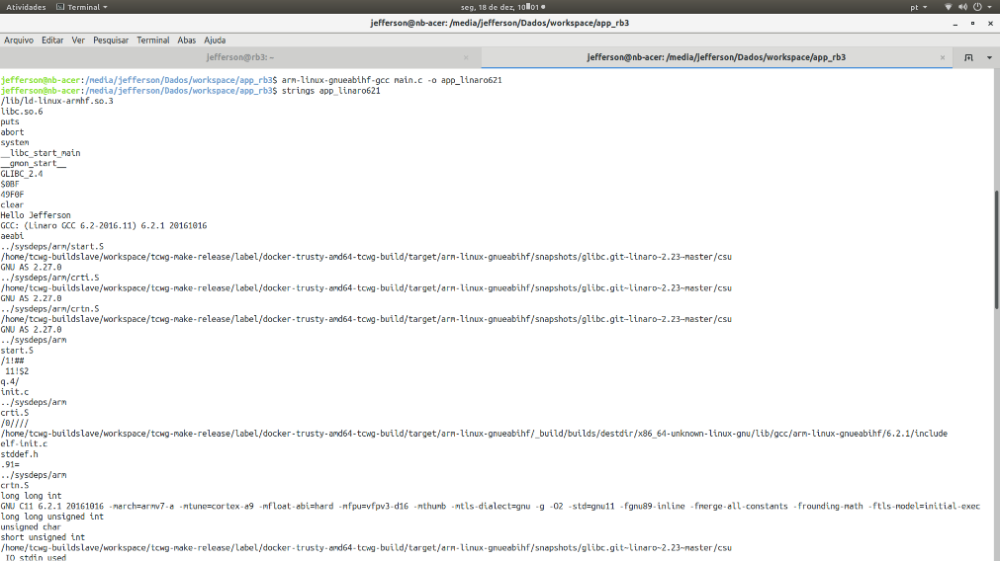 Atividades Terminal seg, 18 de dez, 10:01 pt
jefferson@nb-acer: /media/jefferson/Dados/workspace/app_rb3
Arquivo Editar Ver Pesquisar Terminal Abas Ajuda
jefferson@rb3: ~ jefferson@nb-acer: /media/jefferson/Dados/workspace/app_rb3
jefferson@nb-acer:/media/jefferson/Dados/workspace/app_rb3$ arm-linux-gnueabihf-gcc main.c -o app_linaro621
jefferson@nb-acer:/media/jefferson/Dados/workspace/app_rb3$ strings app_linaro621
/lib/ld-linux-armhf.so.3
libc.so.6
puts
abort
system
__libc_start_main
__gmon_start__
GLIBC_2.4
$0BF
49F0F
clear
Hello Jefferson
GCC: (Linaro GCC 6.2-2016.11) 6.2.1 20161016
aeabi
../sysdeps/arm/start.S
/home/tcwg-buildslave/workspace/tcwg-make-release/label/docker-trusty-amd64-tcwg-build/target/arm-linux-gnueabihf/snapshots/glibc.git~linaro~2.23~master/csu
GNU AS 2.27.0
../sysdeps/arm/crti.S
/home/tcwg-buildslave/workspace/tcwg-make-release/label/docker-trusty-amd64-tcwg-build/target/arm-linux-gnueabihf/snapshots/glibc.git~linaro~2.23~master/csu
GNU AS 2.27.0
../sysdeps/arm/crtn.S
/home/tcwg-buildslave/workspace/tcwg-make-release/label/docker-trusty-amd64-tcwg-build/target/arm-linux-gnueabihf/snapshots/glibc.git~linaro~2.23~master/csu
GNU AS 2.27.0
../sysdeps/arm
start.S
/1!##
11!$2
q.4/
init.c
../sysdeps/arm
crti.S
/0////
/home/tcwg-buildslave/workspace/tcwg-make-release/label/docker-trusty-amd64-tcwg-build/target/arm-linux-gnueabihf/_build/builds/destdir/x86_64-unknown-linux-gnu/lib/gcc/arm-linux-gnueabihf/6.2.1/include
elf-init.c
stddef.h
.91=
../sysdeps/arm
crtn.S
long long int
GNU C11 6.2.1 20161016 -march=armv7-a -mtune=cortex-a9 -mfloat-abi=hard -mfpu=vfpv3-d16 -mthumb -mtls-dialect=gnu -g -O2 -std=gnu11 -fgnu89-inline -fmerge-all-constants -frounding-math -ftls-model=initial-exec
long long unsigned int
unsigned char
short unsigned int
/home/tcwg-buildslave/workspace/tcwg-make-release/label/docker-trusty-amd64-tcwg-build/target/arm-linux-gnueabihf/snapshots/glibc.git~linaro~2.23~master/csu
_IO_stdin_used